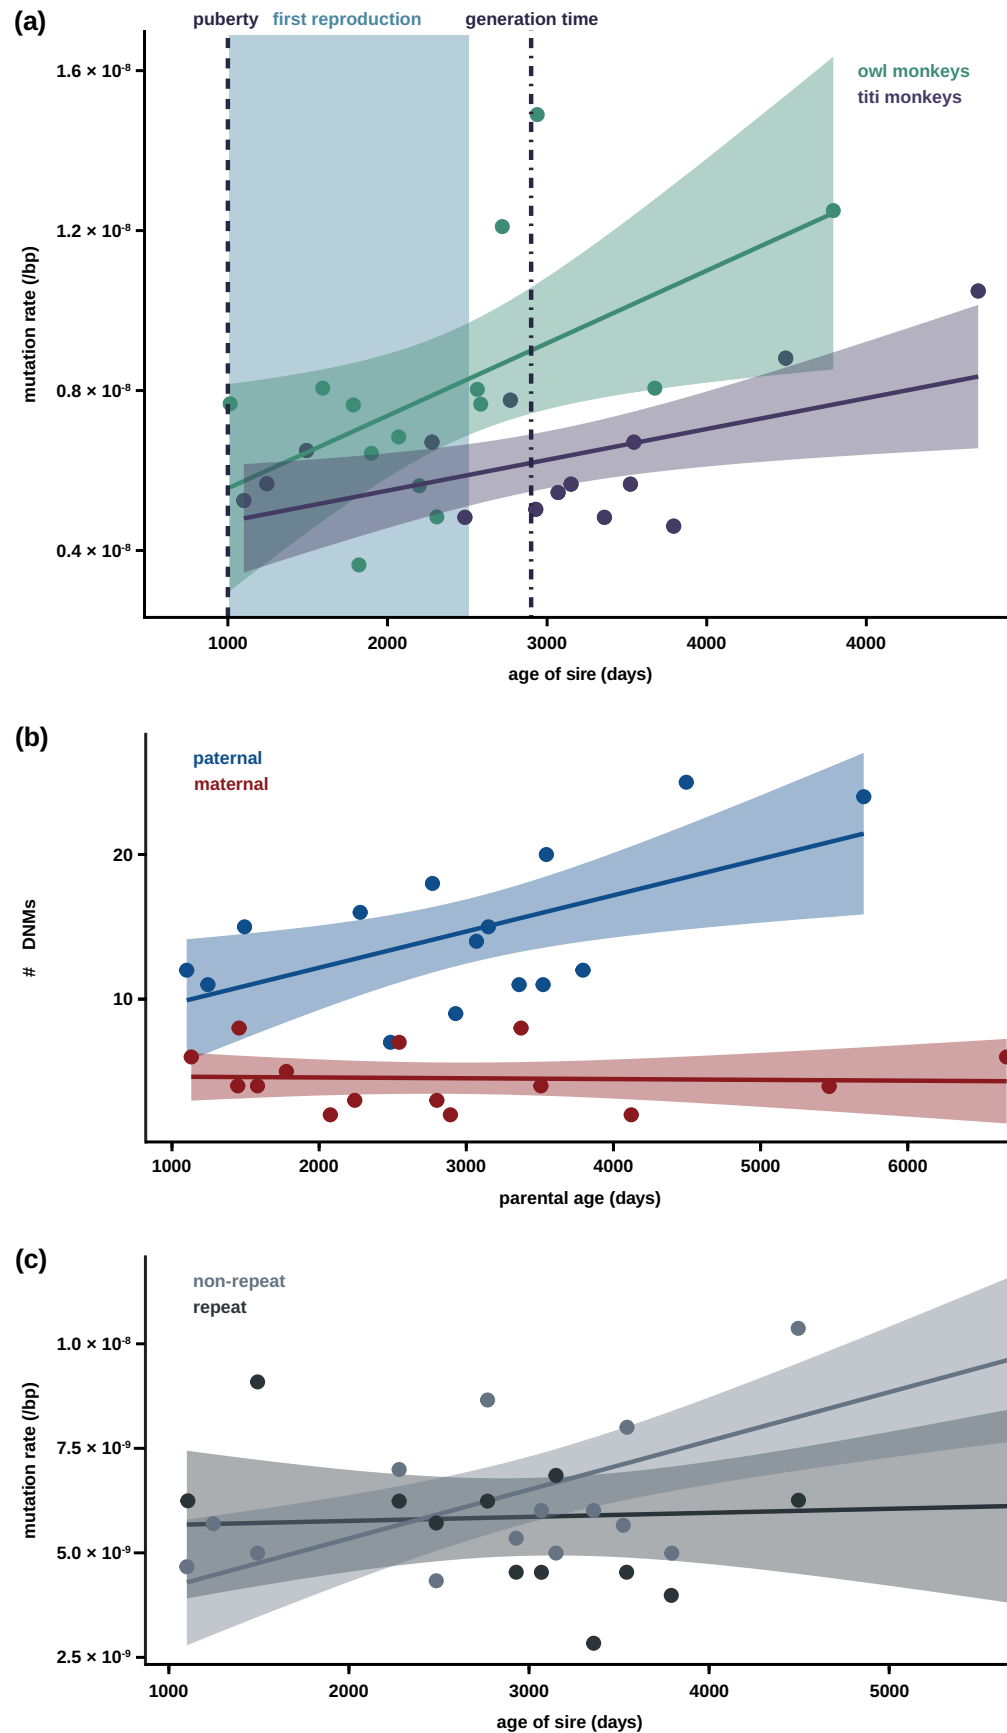 (a)
puberty first reproduction generation time
owl monkeys
titi monkeys
1.6 × 10⁻⁸
1.2 × 10⁻⁸
0.8 × 10⁻⁸
0.4 × 10⁻⁸
mutation rate (/bp)
1000 2000 3000 4000 4000
age of sire (days)
(b)
paternal
maternal
20
10
# DNMs
1000 2000 3000 4000 5000 6000
parental age (days)
(c)
non-repeat
repeat
1.0 × 10⁻⁸
7.5 × 10⁻⁹
5.0 × 10⁻⁹
2.5 × 10⁻⁹
mutation rate (/bp)
1000 2000 3000 4000 5000
age of sire (days)